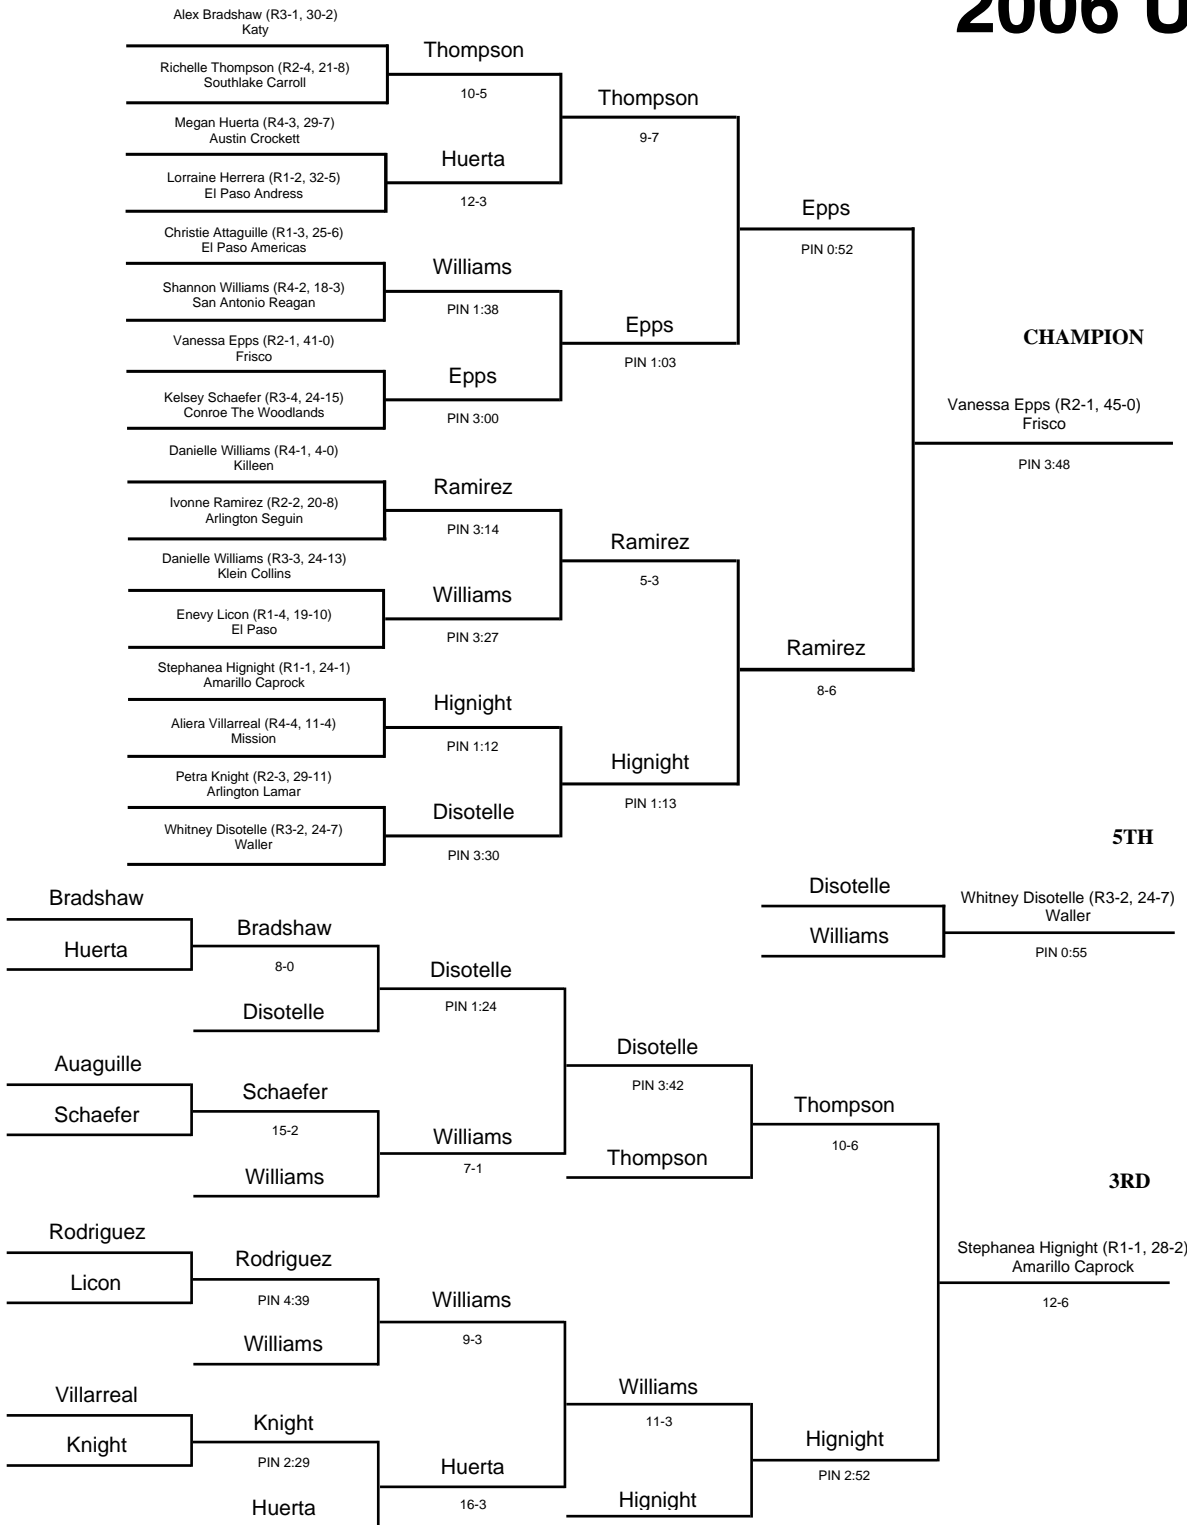 2006 U
Alex Bradshaw (R3-1, 30-2)
Katy
Richelle Thompson (R2-4, 21-8)
Southlake Carroll
Megan Huerta (R4-3, 29-7)
Austin Crockett
Lorraine Herrera (R1-2, 32-5)
El Paso Andress
Christie Attaguille (R1-3, 25-6)
El Paso Americas
Shannon Williams (R4-2, 18-3)
San Antonio Reagan
Vanessa Epps (R2-1, 41-0)
Frisco
Kelsey Schaefer (R3-4, 24-15)
Conroe The Woodlands
Danielle Williams (R4-1, 4-0)
Killeen
Ivonne Ramirez (R2-2, 20-8)
Arlington Seguin
Danielle Williams (R3-3, 24-13)
Klein Collins
Enevy Licon (R1-4, 19-10)
El Paso
Stephanea Hignight (R1-1, 24-1)
Amarillo Caprock
Aliera Villarreal (R4-4, 11-4)
Mission
Petra Knight (R2-3, 29-11)
Arlington Lamar
Whitney Disotelle (R3-2, 24-7)
Waller
Thompson
10-5
Huerta
12-3
Williams
PIN 1:38
Epps
PIN 3:00
Ramirez
PIN 3:14
Williams
PIN 3:27
Hignight
PIN 1:12
Disotelle
PIN 3:30
Thompson
9-7
Epps
PIN 1:03
Ramirez
5-3
Hignight
PIN 1:13
Epps
PIN 0:52
Ramirez
8-6
CHAMPION
Vanessa Epps (R2-1, 45-0)
Frisco
PIN 3:48
5TH
Disotelle
Williams
Whitney Disotelle (R3-2, 24-7)
Waller
PIN 0:55
Bradshaw
Huerta
Auaguille
Schaefer
Rodriguez
Licon
Villarreal
Knight
Bradshaw
8-0
Disotelle
Schaefer
15-2
Williams
Rodriguez
PIN 4:39
Williams
Knight
PIN 2:29
Huerta
Disotelle
PIN 1:24
Williams
7-1
Williams
9-3
Huerta
16-3
Disotelle
PIN 3:42
Thompson
Williams
11-3
Hignight
Thompson
10-6
Hignight
PIN 2:52
3RD
Stephanea Hignight (R1-1, 28-2)
Amarillo Caprock
12-6